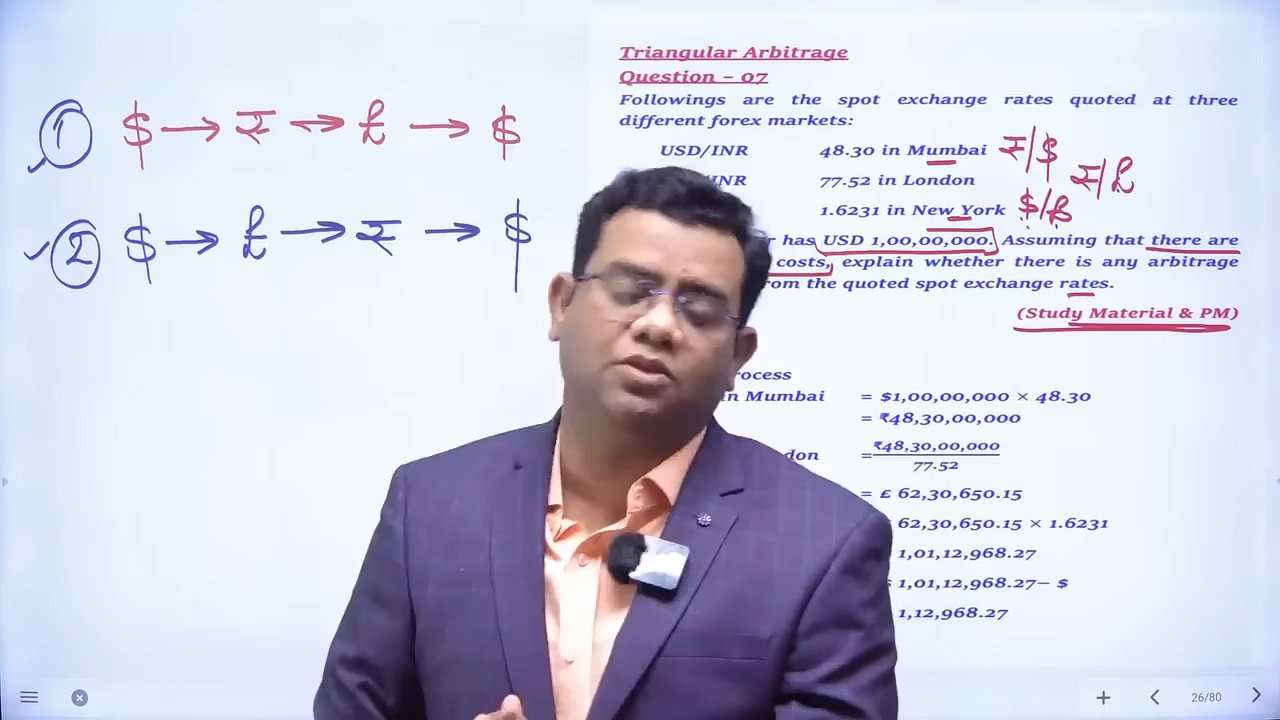 1 $ → ₹ → £ → $
2 $ → £ → ₹ → $
Triangular Arbitrage
Question – 07
Followings are the spot exchange rates quoted at three
different forex markets:
USD/INR 48.30 in Mumbai ₹/$
/INR 77.52 in London ₹/£
1.6231 in New York $/£
has USD 1,00,00,000. Assuming that there are
costs, explain whether there is any arbitrage
the quoted spot exchange rates.
(Study Material & PM)
in Mumbai = $1,00,00,000 × 48.30
= ₹48,30,00,000
= ₹48,30,00,000
77.52
= £ 62,30,650.15
62,30,650.15 × 1.6231
1,01,12,968.27
1,01,12,968.27– $
1,12,968.27
26/80